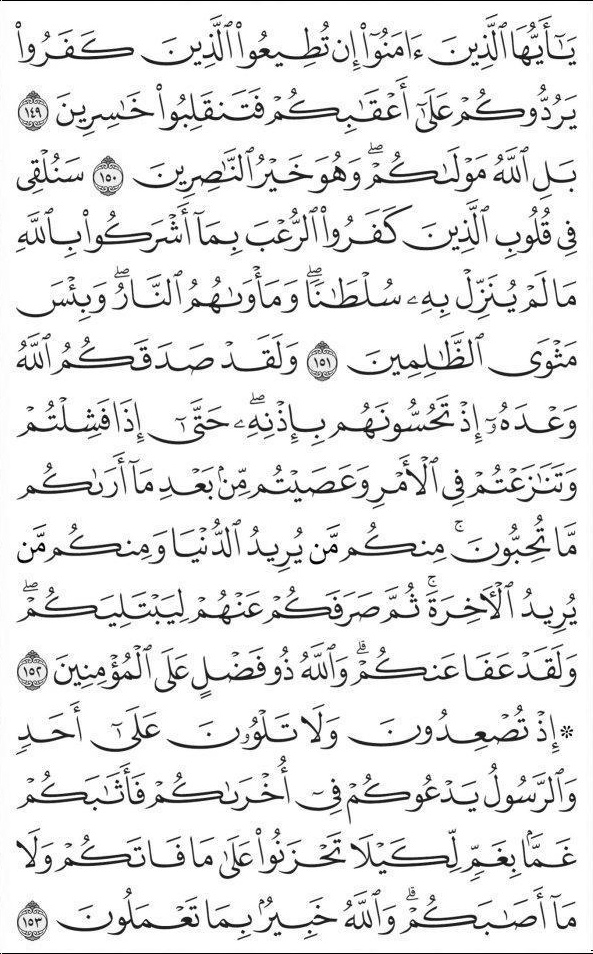 يَـٰٓأَيُّهَا ٱلَّذِينَ ءَامَنُوٓا۟ إِن تُطِيعُوا۟ ٱلَّذِينَ كَفَرُوا۟
يَرُدُّوكُمْ عَلَىٰٓ أَعْقَـٰبِكُمْ فَتَنقَلِبُوا۟ خَـٰسِرِينَ ١٤٩
بَلِ ٱللَّهُ مَوْلَىٰكُمْ ۖ وَهُوَ خَيْرُ ٱلنَّـٰصِرِينَ ١٥٠ سَنُلْقِى
فِى قُلُوبِ ٱلَّذِينَ كَفَرُوا۟ ٱلرُّعْبَ بِمَآ أَشْرَكُوا۟ بِٱللَّهِ
مَا لَمْ يُنَزِّلْ بِهِۦ سُلْطَـٰنًا ۖ وَمَأْوَىٰهُمُ ٱلنَّارُ ۖ وَبِئْسَ
مَثْوَى ٱلظَّـٰلِمِينَ ١٥١ وَلَقَدْ صَدَقَكُمُ ٱللَّهُ
وَعْدَهُۥٓ إِذْ تَحُسُّونَهُم بِإِذْنِهِۦ ۖ حَتَّىٰٓ إِذَا فَشِلْتُمْ
وَتَنَـٰزَعْتُمْ فِى ٱلْأَمْرِ وَعَصَيْتُم مِّنۢ بَعْدِ مَآ أَرَىٰكُم
مَّا تُحِبُّونَ ۚ مِنكُم مَّن يُرِيدُ ٱلدُّنْيَا وَمِنكُم مَّن
يُرِيدُ ٱلْـَٔاخِرَةَ ۚ ثُمَّ صَرَفَكُمْ عَنْهُمْ لِيَبْتَلِيَكُمْ ۖ
وَلَقَدْ عَفَا عَنكُمْ ۗ وَٱللَّهُ ذُو فَضْلٍ عَلَى ٱلْمُؤْمِنِينَ ١٥٢
* إِذْ تُصْعِدُونَ وَلَا تَلْوُۥنَ عَلَىٰٓ أَحَدٍ
وَٱلرَّسُولُ يَدْعُوكُمْ فِىٓ أُخْرَىٰكُمْ فَأَثَـٰبَكُمْ
غَمًّۢا بِغَمٍّ لِّكَيْلَا تَحْزَنُوا۟ عَلَىٰ مَا فَاتَكُمْ وَلَا
مَآ أَصَـٰبَكُمْ ۗ وَٱللَّهُ خَبِيرٌۢ بِمَا تَعْمَلُونَ ١٥٣